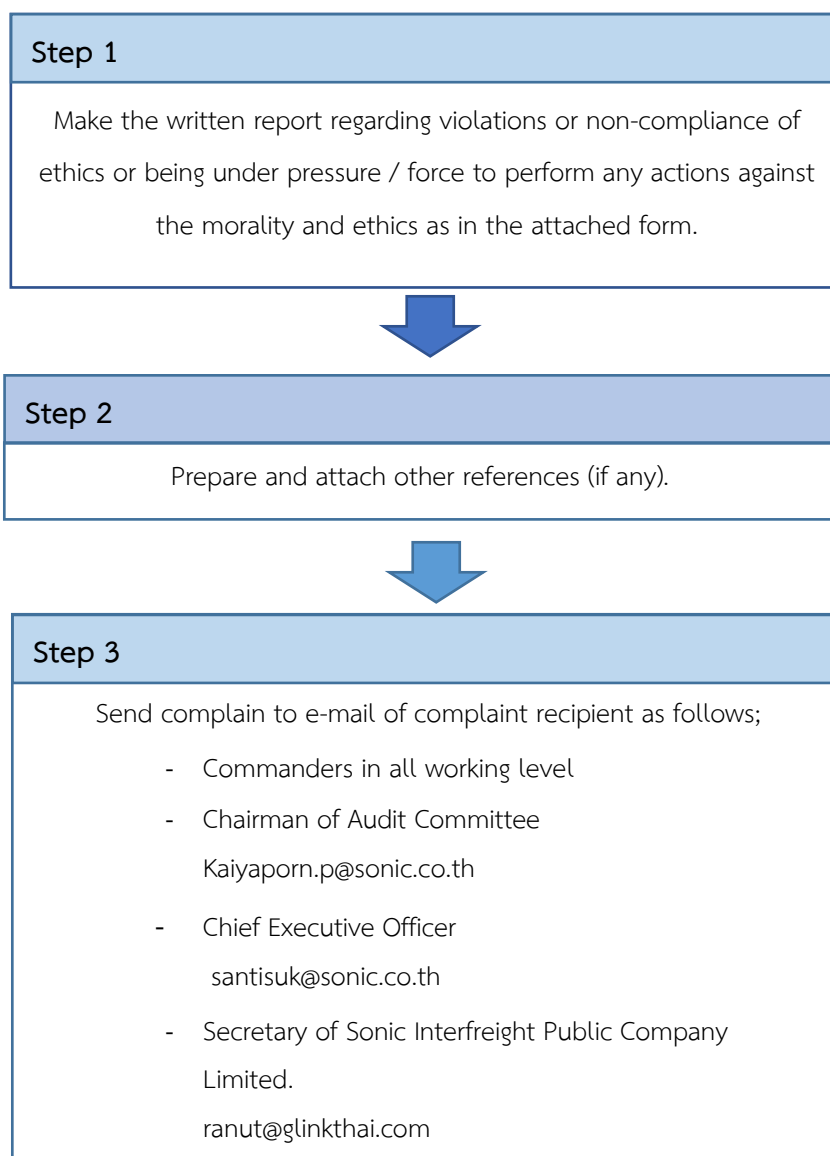 Step 1
Make the written report regarding violations or non-compliance of
ethics or being under pressure / force to perform any actions against
the morality and ethics as in the attached form.
Step 2
Prepare and attach other references (if any).
Step 3
Send complain to e-mail of complaint recipient as follows;
- Commanders in all working level
- Chairman of Audit Committee
Kaiyaporn.p@sonic.co.th
- Chief Executive Officer
santisuk@sonic.co.th
- Secretary of Sonic Interfreight Public Company
Limited.
ranut@glinkthai.com